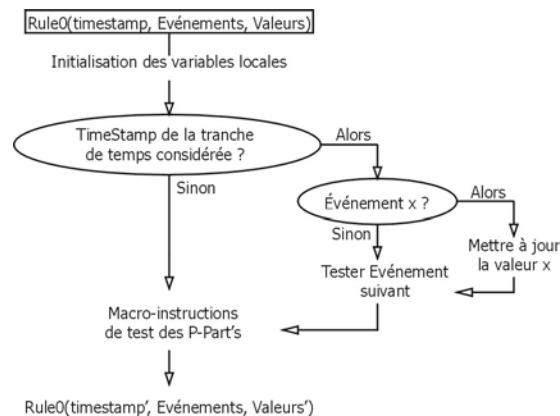 Rule0(timestamp, Evénements, Valeurs)
Initialisation des variables locales
TimeStamp de la tranche
de temps considérée ?
Alors
Sinon
Événement x ?
Alors
Sinon
Mettre à jour
la valeur x
Tester Evénement
suivant
Macro-instructions
de test des P-Part's
Rule0(timestamp', Evénements, Valeurs')